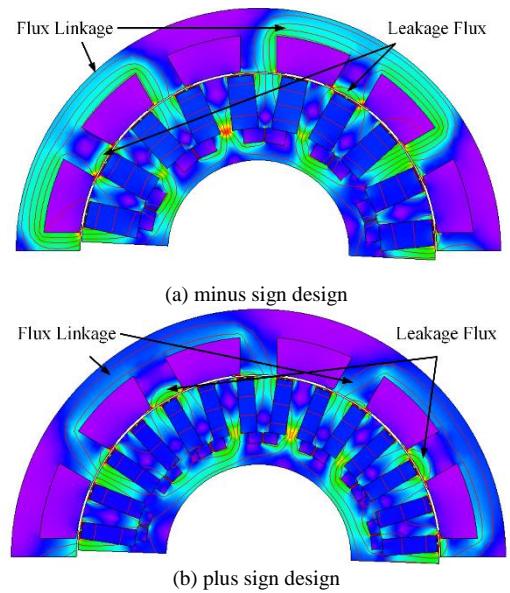 Flux Linkage
Leakage Flux
(a) minus sign design
Flux Linkage
Leakage Flux
(b) plus sign design